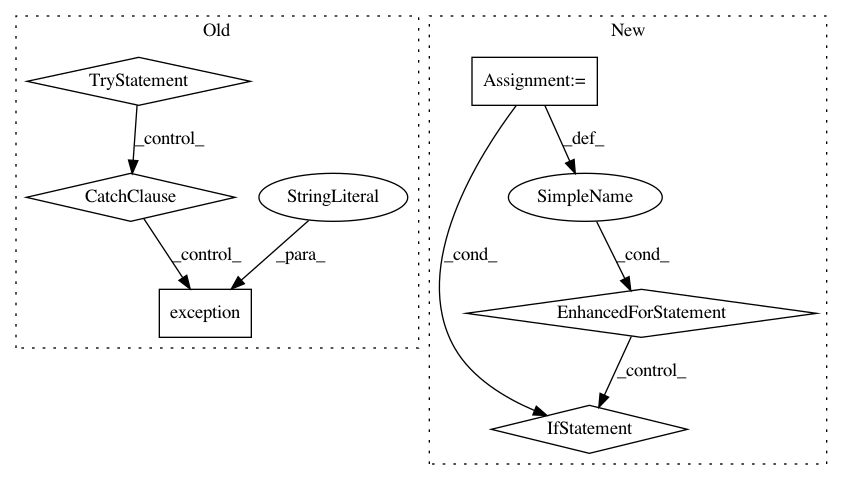 Old
New
TryStatement
Assignment:=
_control_
_def_
CatchClause
StringLiteral
SimpleName
_control_
_para_
_cond_
_cond_
exception
EnhancedForStatement
_control_
IfStatement